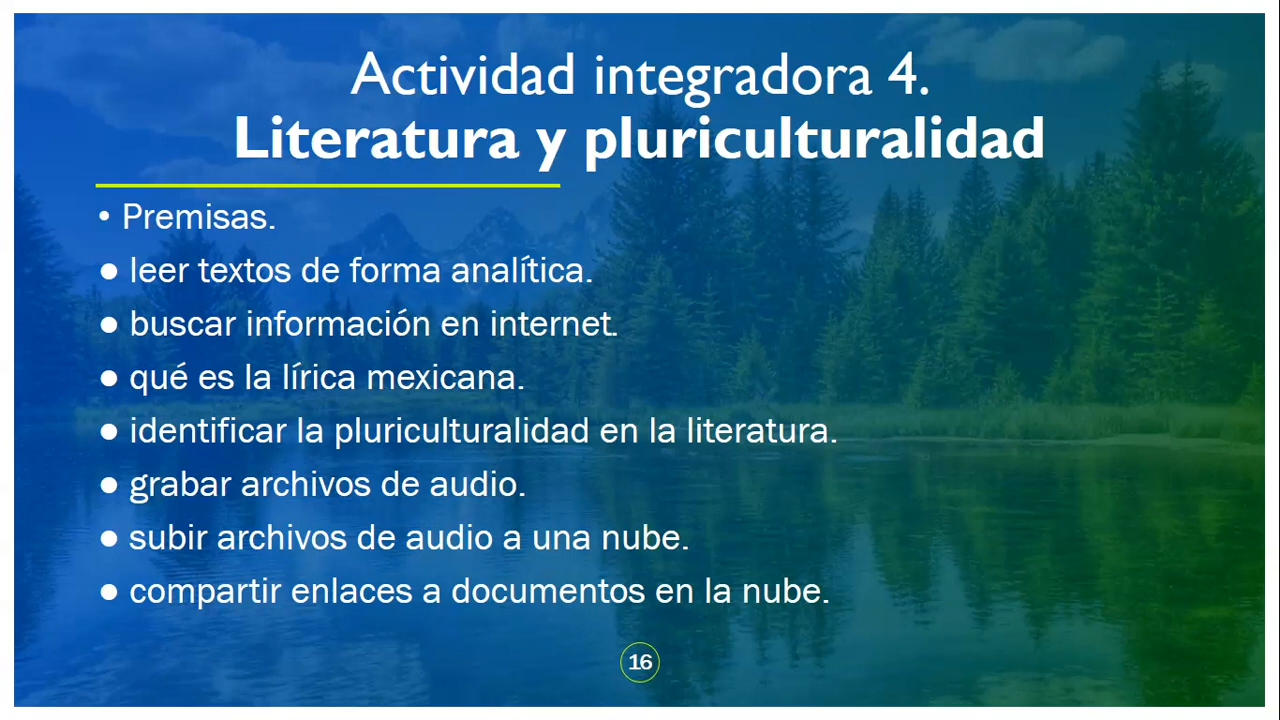 Actividad integradora 4.
Literatura y pluriculturalidad
• Premisas.
● leer textos de forma analítica.
● buscar información en internet.
● qué es la lírica mexicana.
● identificar la pluriculturalidad en la literatura.
● grabar archivos de audio.
● subir archivos de audio a una nube.
● compartir enlaces a documentos en la nube.
16